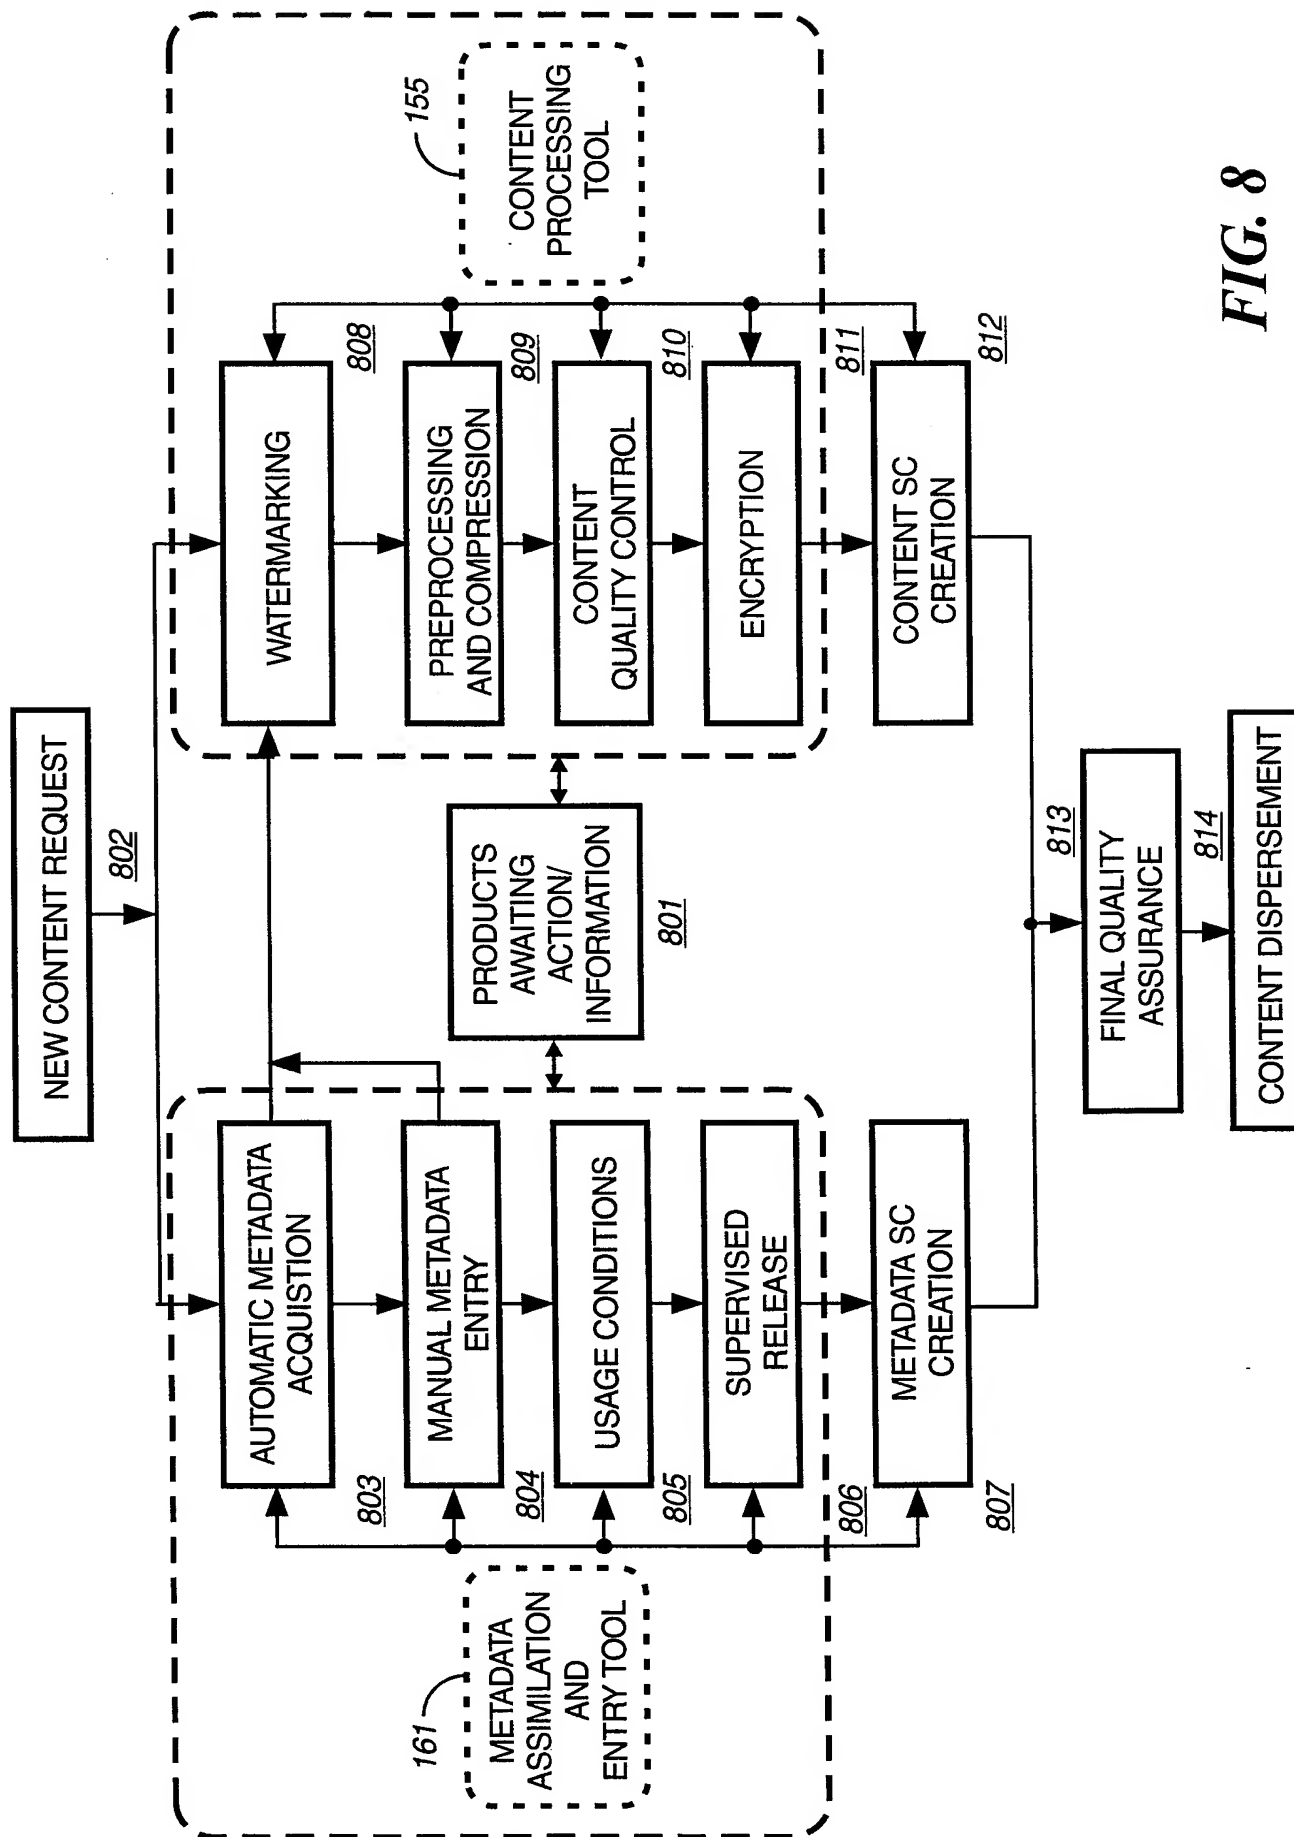 NEW CONTENT REQUEST
802
AUTOMATIC METADATA
ACQUISTION
803
MANUAL METADATA
ENTRY
804
USAGE CONDITIONS
805
SUPERVISED
RELEASE
806
METADATA SC
CREATION
807
161
METADATA
ASSIMILATION
AND
ENTRY TOOL
PRODUCTS
AWAITING
ACTION/
INFORMATION
801
WATERMARKING
808
PREPROCESSING
AND COMPRESSION
809
CONTENT
QUALITY CONTROL
810
ENCRYPTION
811
CONTENT SC
CREATION
812
155
CONTENT
PROCESSING
TOOL
813
FINAL QUALITY
ASSURANCE
814
CONTENT DISPERSEMENT
FIG. 8